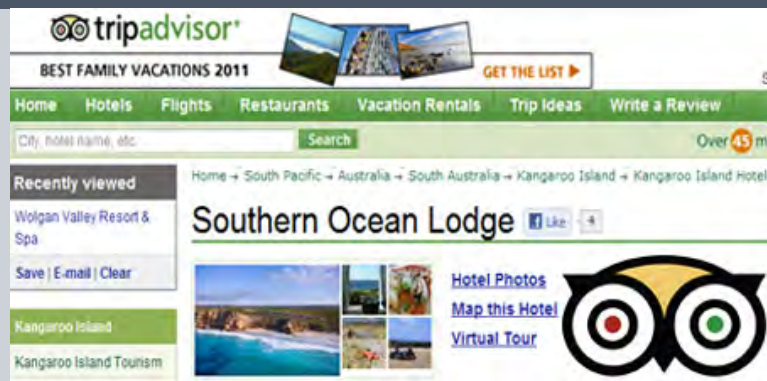 tripadvisor
BEST FAMILY VACATIONS 2011
GET THE LIST
Home Hotels Flights Restaurants Vacation Rentals Trip Ideas Write a Review
City, hotel name, etc.
Search
Over 45 m
Recently viewed
Home → South Pacific → Australia → South Australia → Kangaroo Island → Kangaroo Island Hotel
Wolgan Valley Resort &
Spa
Save | E-mail | Clear
Southern Ocean Lodge
Like 4
Hotel Photos
Map this Hotel
Virtual Tour
Kangaroo Island
Kangaroo Island Tourism